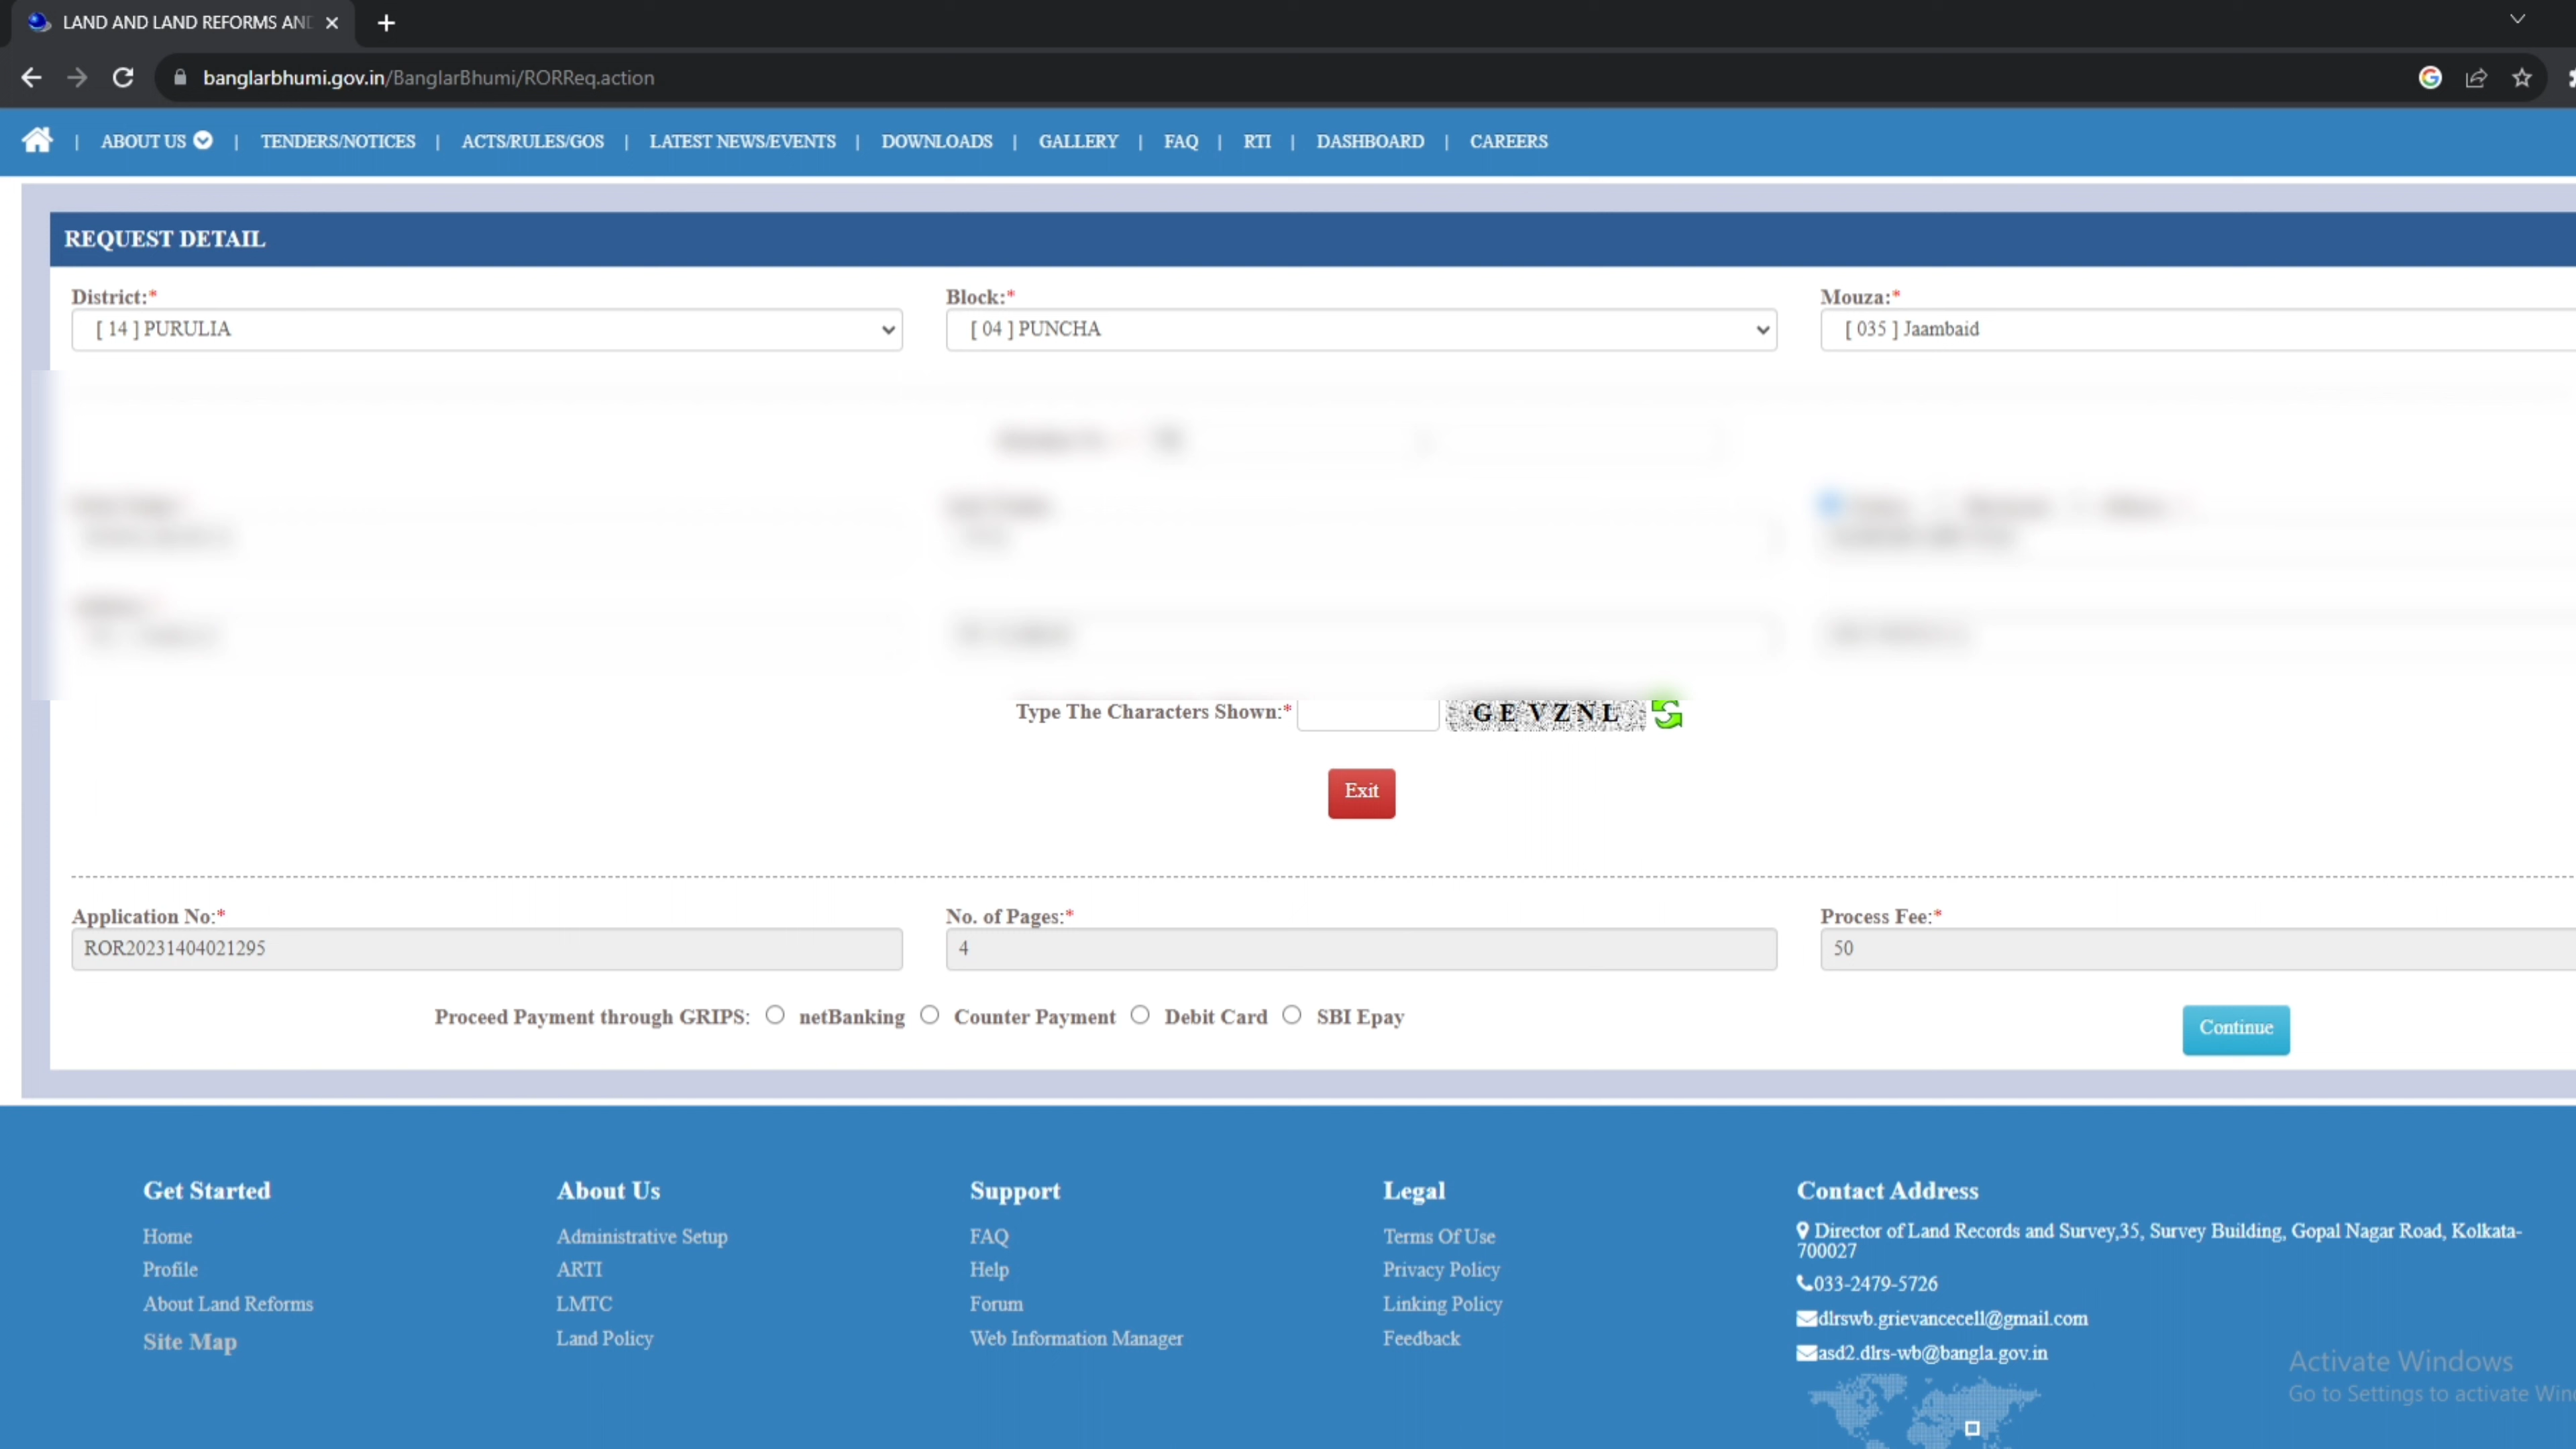 LAND AND LAND REFORMS AND
banglarbhumi.gov.in/BanglarBhumi/RORReq.action
| ABOUT US | TENDERS/NOTICES | ACTS/RULES/GOS | LATEST NEWS/EVENTS | DOWNLOADS | GALLERY | FAQ | RTI | DASHBOARD | CAREERS
REQUEST DETAIL
District:* Block:* Mouza:*
[ 14 ] PURULIA [ 04 ] PUNCHA [ 035 ] Jaambaid
Type The Characters Shown:* GEVZNL
Exit
Application No:* No. of Pages:* Process Fee:*
ROR20231404021295 4 50
Proceed Payment through GRIPS: netBanking Counter Payment Debit Card SBI Epay
Continue
Get Started About Us Support Legal Contact Address
Home Administrative Setup FAQ Terms Of Use Director of Land Records and Survey,35, Survey Building, Gopal Nagar Road, Kolkata-
700027
Profile ARTI Help Privacy Policy 033-2479-5726
About Land Reforms LMTC Forum Linking Policy dlrswb.grievancecell@gmail.com
Site Map Land Policy Web Information Manager Feedback asd2.dlrs-wb@bangla.gov.in
Activate Windows
Go to Settings to activate Win